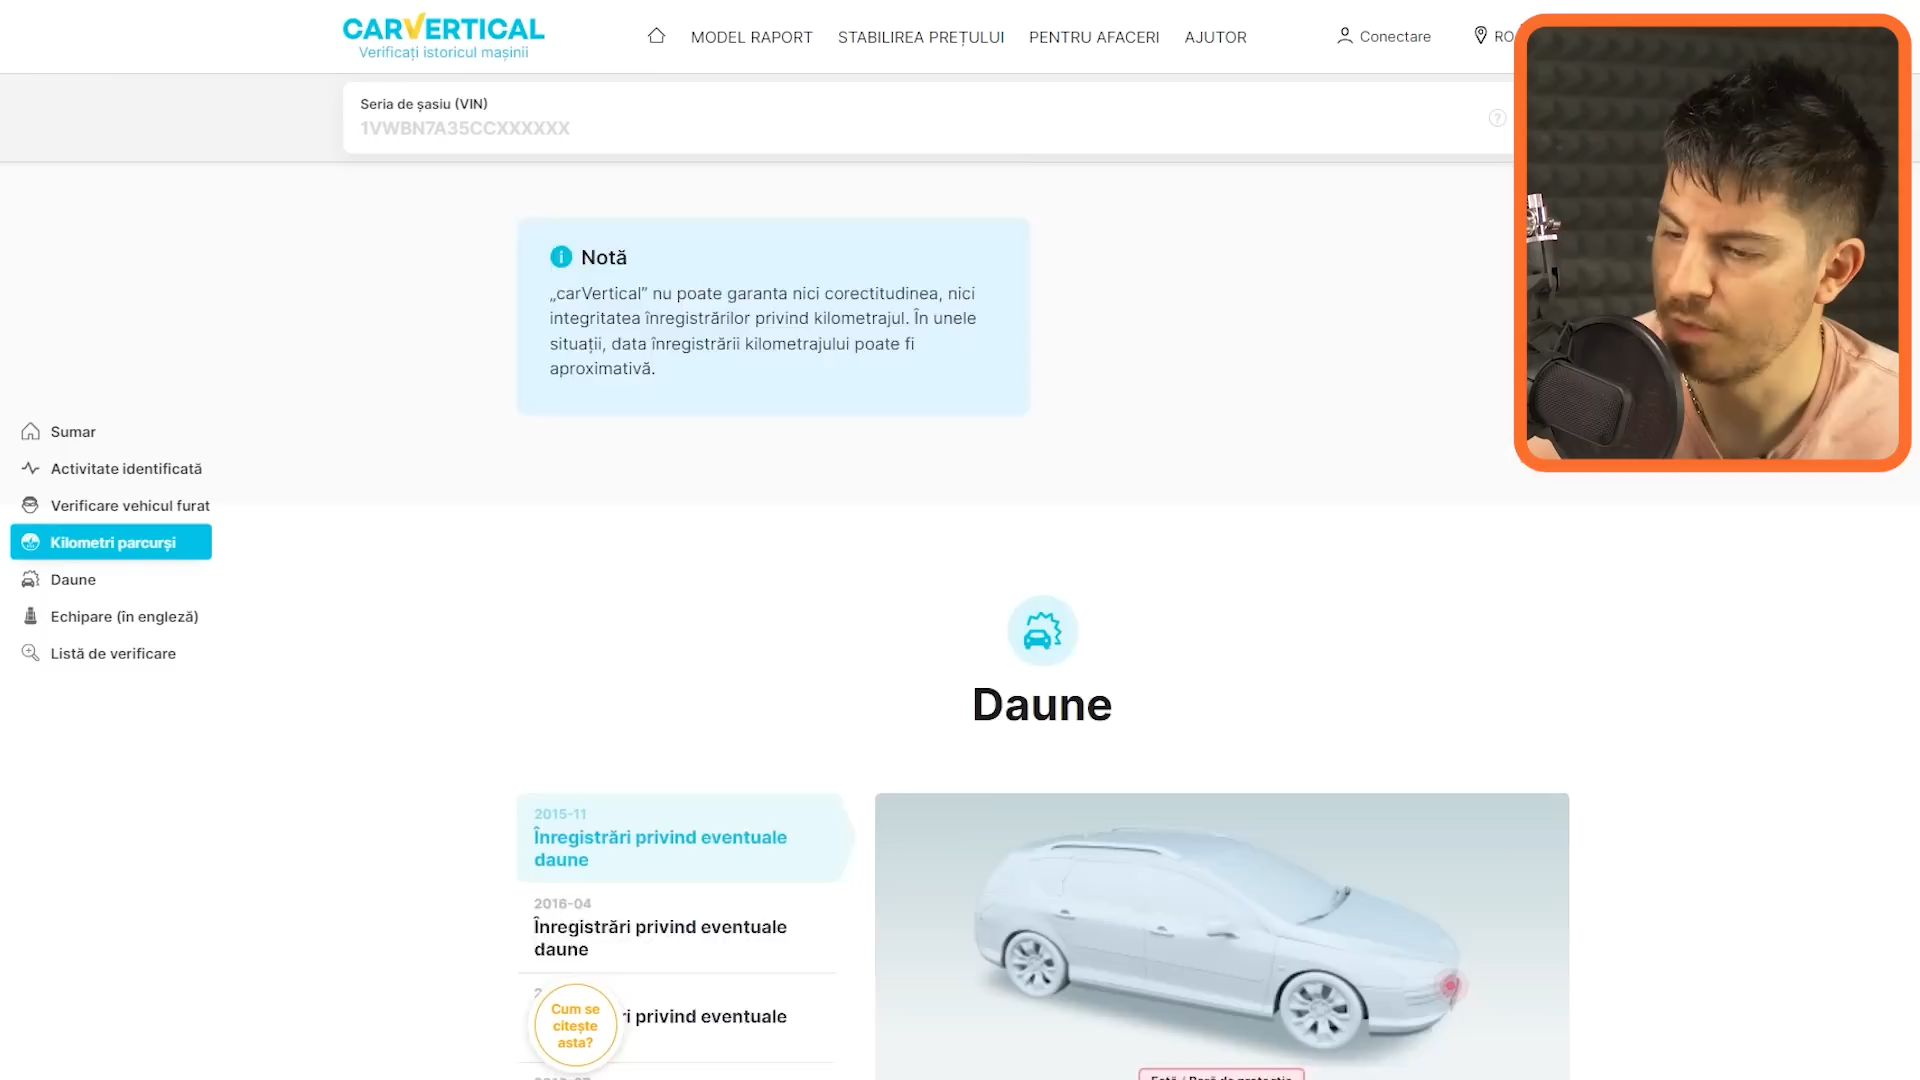 CARVERTICAL
Verificați istoricul mașinii
MODEL RAPORT
STABILIREA PREȚULUI
PENTRU AFACERI
AJUTOR
Conectare
RO
Seria de șasiu (VIN)
1VWBN7A35CCXXXXXX
?
Notă
„carVertical” nu poate garanta nici corectitudinea, nici
integritatea înregistrărilor privind kilometrajul. În unele
situații, data înregistrării kilometrajului poate fi
aproximativă.
Sumar
Activitate identificată
Verificare vehicul furat
Kilometri parcurși
Daune
Echipare (în engleză)
Listă de verificare
Daune
2015-11
Înregistrări privind eventuale
daune
2016-04
Înregistrări privind eventuale
daune
privind eventuale
Cum se
citește
asta?